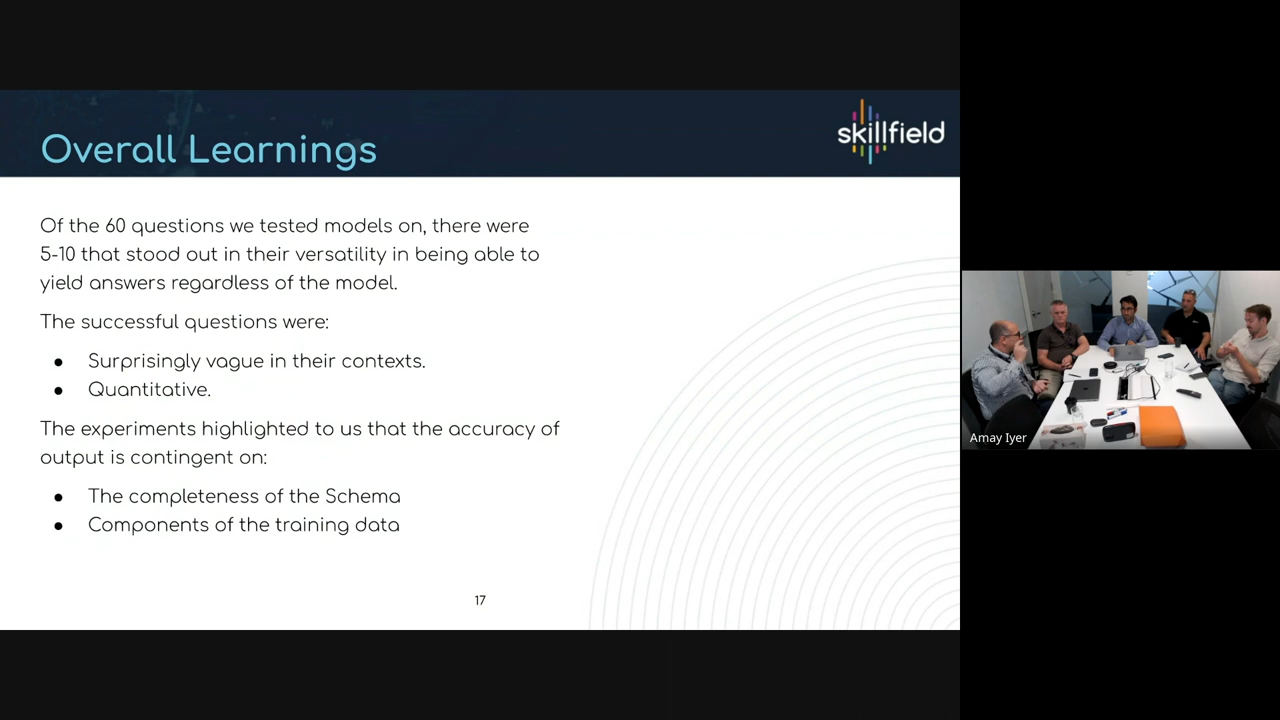 Overall Learnings
skillfield
Of the 60 questions we tested models on, there were
5-10 that stood out in their versatility in being able to
yield answers regardless of the model.
The successful questions were:
● Surprisingly vague in their contexts.
● Quantitative.
The experiments highlighted to us that the accuracy of
output is contingent on:
● The completeness of the Schema
● Components of the training data
17
Amay Iyer